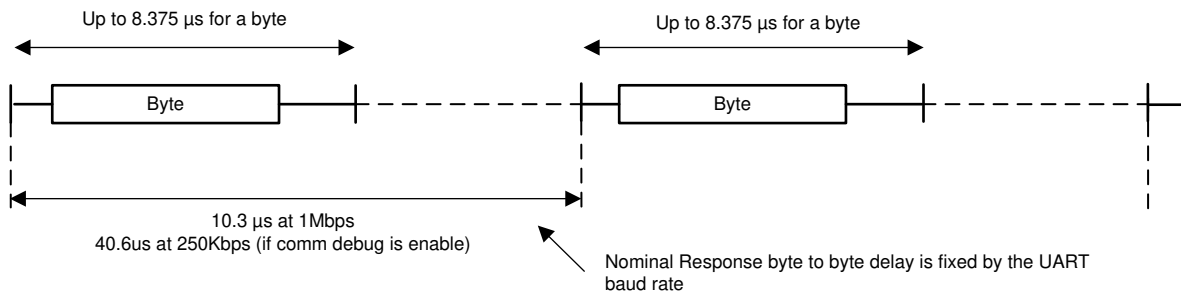 Up to 8.375 µs for a byte
Up to 8.375 µs for a byte
Byte
Byte
10.3 µs at 1Mbps
40.6us at 250Kbps (if comm debug is enable)
Nominal Response byte to byte delay is fixed by the UART
baud rate